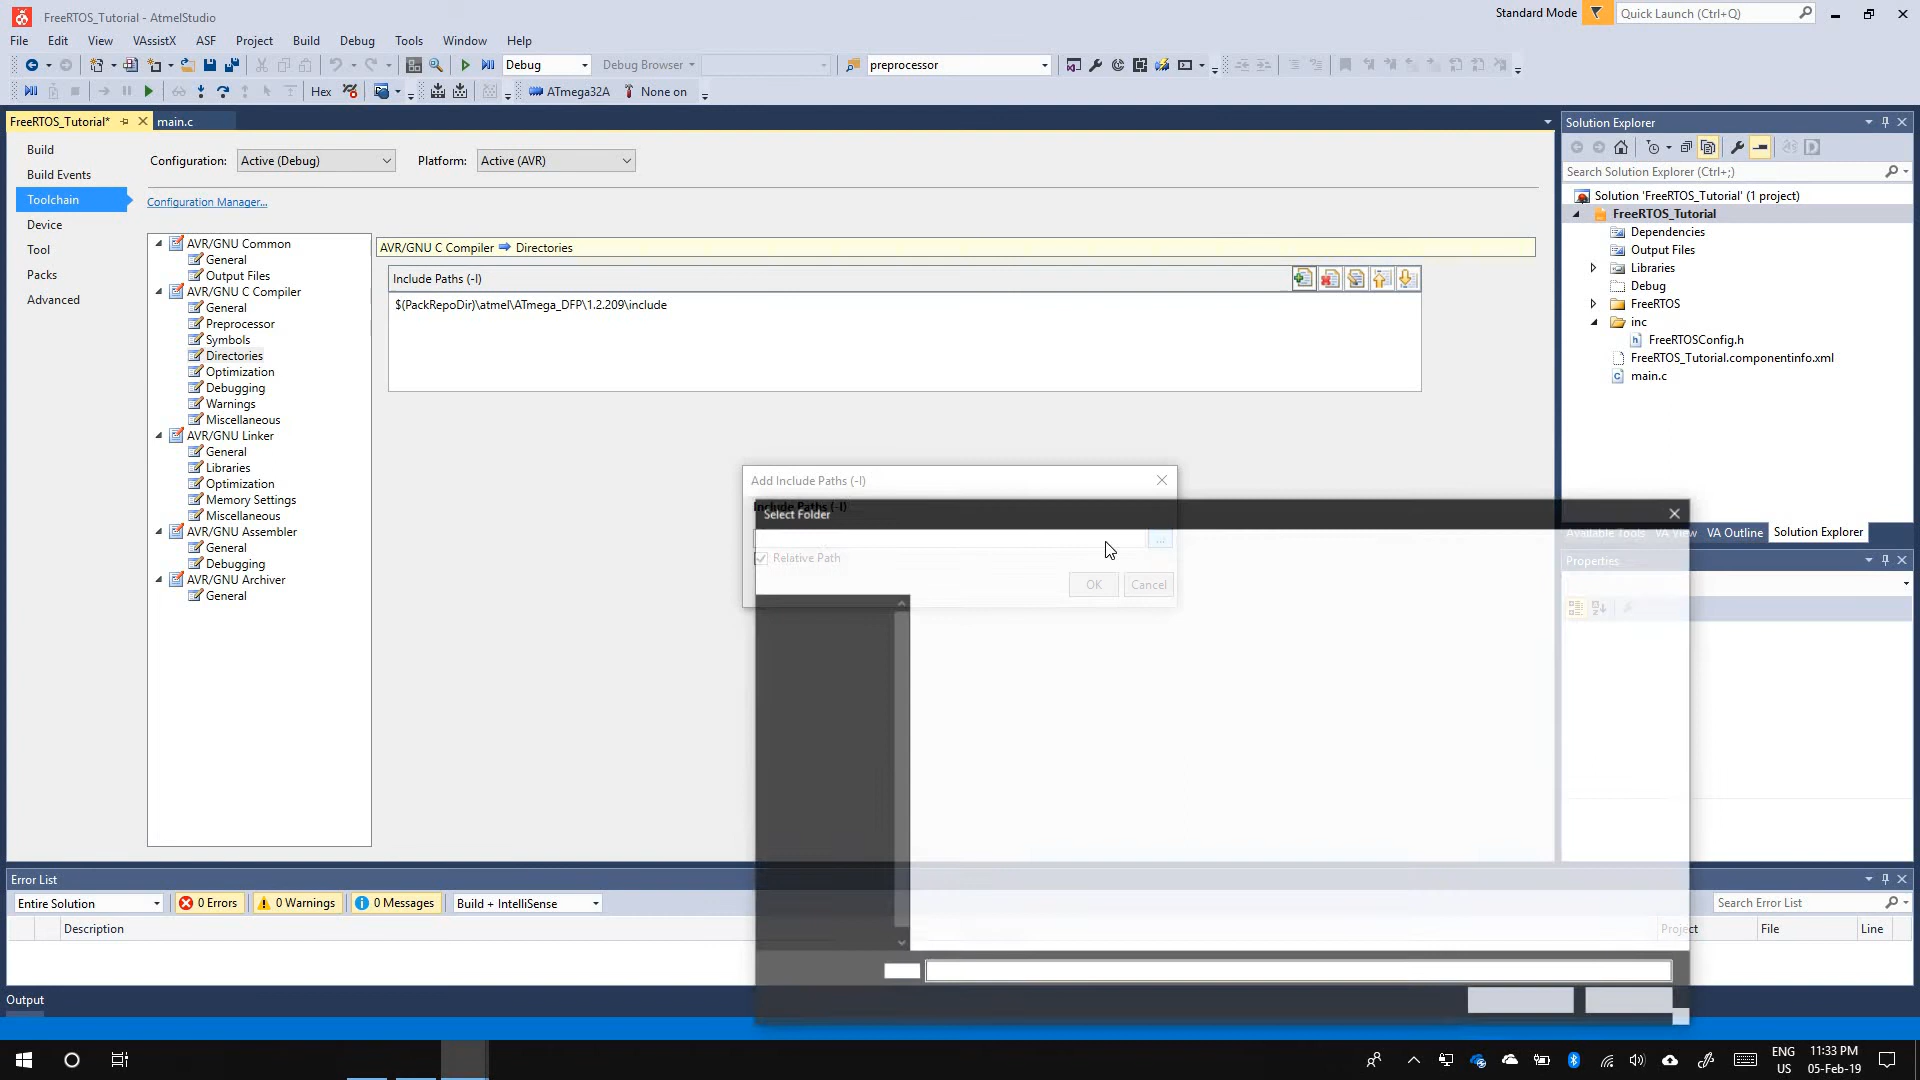 FreeRTOS_Tutorial - AtmelStudio
Standard Mode
Quick Launch (Ctrl+Q)
File Edit View VAssistX ASF Project Build Debug Tools Window Help
Debug
Debug Browser
preprocessor
Hex
ATmega32A
None on
FreeRTOS_Tutorial*
main.c
Build
Build Events
Toolchain
Device
Tool
Packs
Advanced
Configuration: Active (Debug)
Platform: Active (AVR)
Configuration Manager...
AVR/GNU Common
General
Output Files
AVR/GNU C Compiler
General
Preprocessor
Symbols
Directories
Optimization
Debugging
Warnings
Miscellaneous
AVR/GNU Linker
General
Libraries
Optimization
Memory Settings
Miscellaneous
AVR/GNU Assembler
General
Debugging
AVR/GNU Archiver
General
AVR/GNU C Compiler
Directories
Include Paths (-I)
$(PackRepoDir)\atmel\ATmega_DFP\1.2.209\include
Add Include Paths (-I)
Include Paths (-I)
Select Folder
...
Relative Path
OK
Cancel
Solution Explorer
Search Solution Explorer (Ctrl+;)
Solution 'FreeRTOS_Tutorial' (1 project)
FreeRTOS_Tutorial
Dependencies
Output Files
Libraries
Debug
FreeRTOS
inc
FreeRTOSConfig.h
FreeRTOS_Tutorial.componentinfo.xml
main.c
Available Tools
VA View
VA Outline
Solution Explorer
Properties
Error List
Entire Solution
0 Errors
0 Warnings
0 Messages
Build + IntelliSense
Search Error List
Description
Project
File
Line
Output
ENG
US
11:33 PM
05-Feb-19